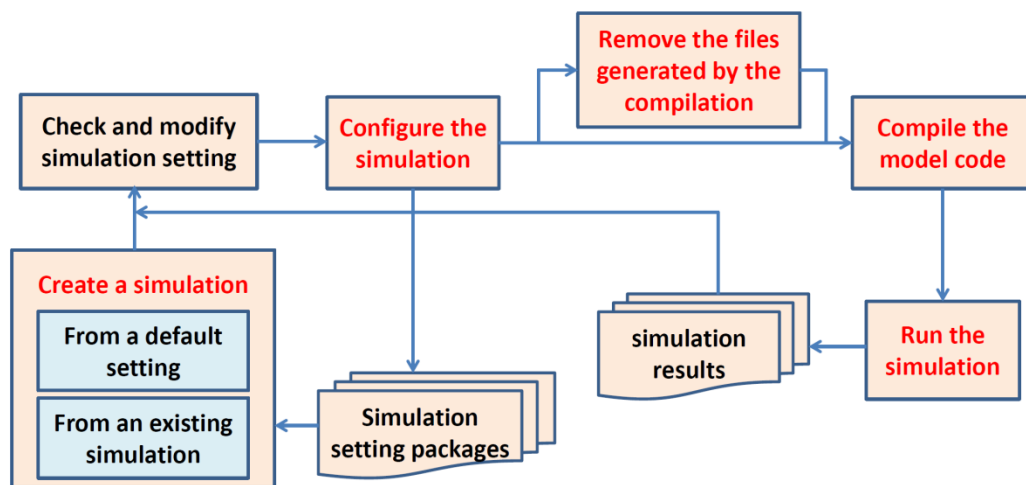 Remove the files
generated by the
compilation
Check and modify
simulation setting
Configure the
simulation
Compile the
model code
Create a simulation
From a default
setting
From an existing
simulation
Simulation
setting packages
simulation
results
Run the
simulation